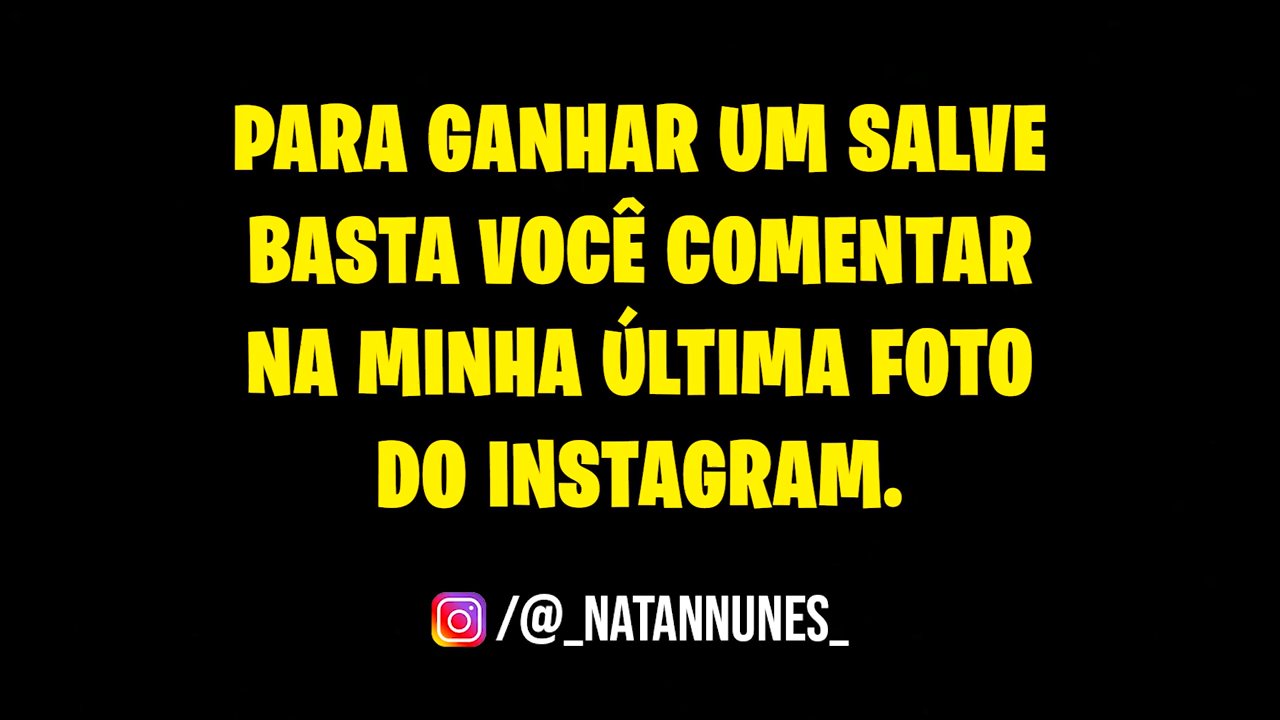 PARA GANHAR UM SALVE
BASTA VOCÊ COMENTAR
NA MINHA ÚLTIMA FOTO
DO INSTAGRAM.
/@_NATANNUNES_